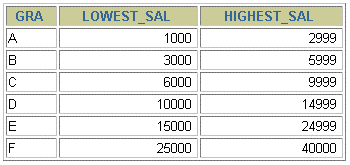 GRA LOWEST_SAL HIGHEST_SAL
A 1000 2999
B 3000 5999
C 6000 9999
D 10000 14999
E 15000 24999
F 25000 40000